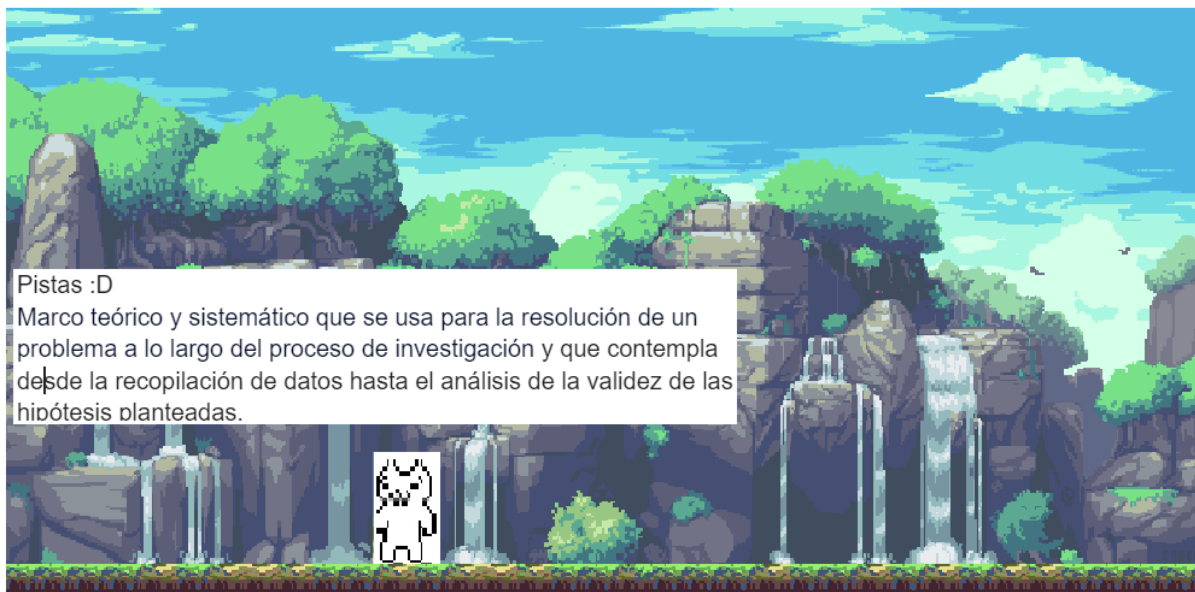 Pistas :D
Marco teórico y sistemático que se usa para la resolución de un
problema a lo largo del proceso de investigación y que contempla
desde la recopilación de datos hasta el análisis de la validez de las
hipótesis planteadas.